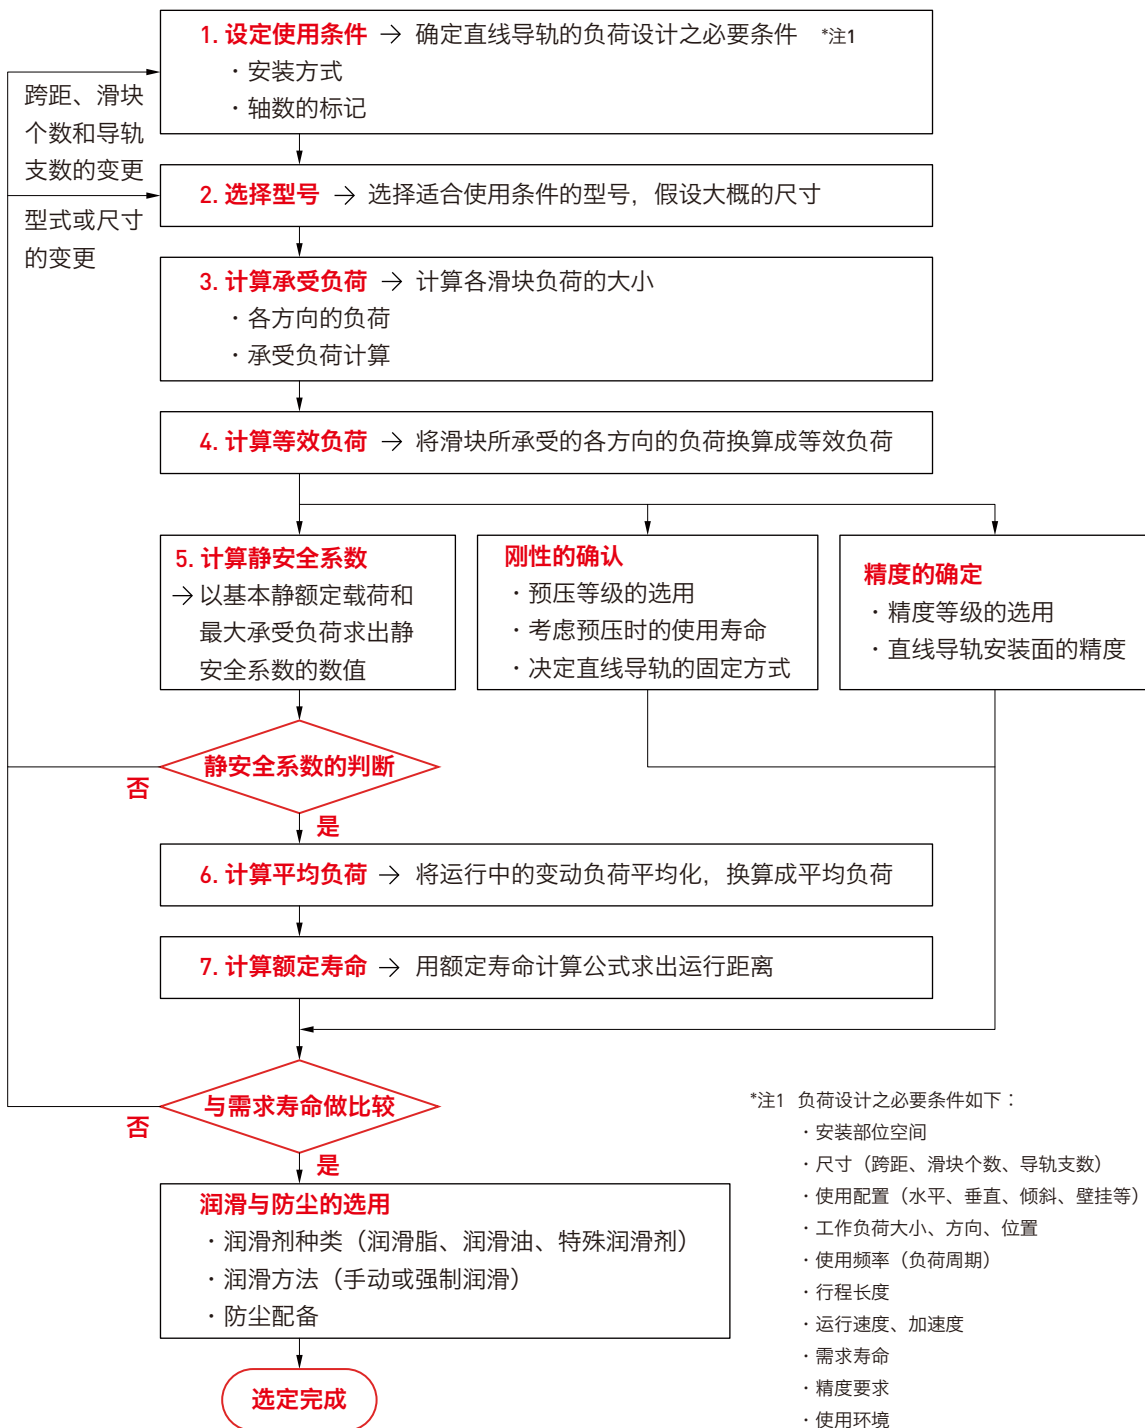 1. 设定使用条件 → 确定直线导轨的负荷设计之必要条件 *注1
· 安装方式
· 轴数的标记
跨距、滑块
个数和导轨
支数的变更
2. 选择型号 → 选择适合使用条件的型号，假设大概的尺寸
型式或尺寸
的变更
3. 计算承受负荷 → 计算各滑块负荷的大小
· 各方向的负荷
· 承受负荷计算
4. 计算等效负荷 → 将滑块所承受的各方向的负荷换算成等效负荷
5. 计算静安全系数
→ 以基本静额定载荷和
最大承受负荷求出静
安全系数的数值
刚性的确认
· 预压等级的选用
· 考虑预压时的使用寿命
· 决定直线导轨的固定方式
精度的确定
· 精度等级的选用
· 直线导轨安装面的精度
静安全系数的判断
否
是
6. 计算平均负荷 → 将运行中的变动负荷平均化，换算成平均负荷
7. 计算额定寿命 → 用额定寿命计算公式求出运行距离
与需求寿命做比较
否
是
润滑与防尘的选用
· 润滑剂种类（润滑脂、润滑油、特殊润滑剂）
· 润滑方法（手动或强制润滑）
· 防尘配备
选定完成
*注1 负荷设计之必要条件如下：
· 安装部位空间
· 尺寸（跨距、滑块个数、导轨支数）
· 使用配置（水平、垂直、倾斜、壁挂等）
· 工作负荷大小、方向、位置
· 使用频率（负荷周期）
· 行程长度
· 运行速度、加速度
· 需求寿命
· 精度要求
· 使用环境